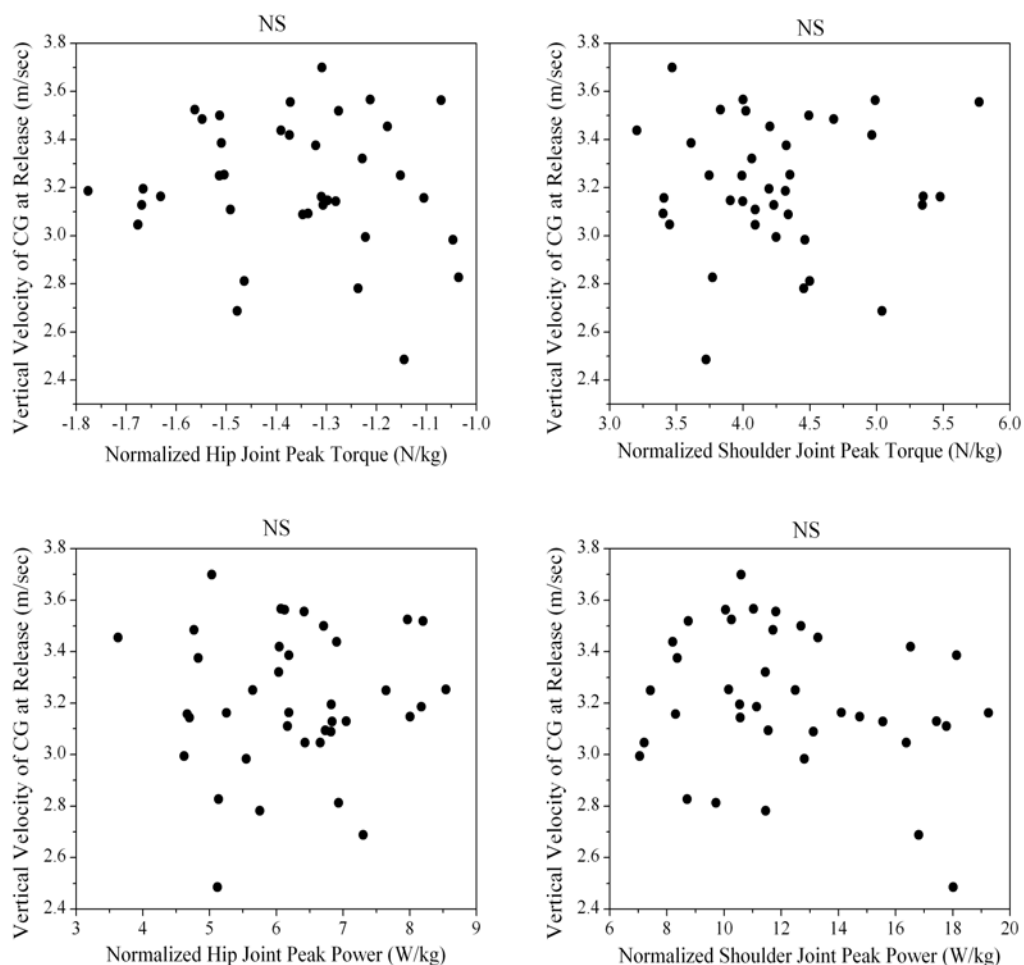 NS
Vertical Velocity of CG at Release (m/sec)
3.8
3.6
3.4
3.2
3.0
2.8
2.6
2.4
-1.8 -1.7 -1.6 -1.5 -1.4 -1.3 -1.2 -1.1 -1.0
Normalized Hip Joint Peak Torque (N/kg)
NS
Vertical Velocity of CG at Release (m/sec)
3.8
3.6
3.4
3.2
3.0
2.8
2.6
2.4
3.0 3.5 4.0 4.5 5.0 5.5 6.0
Normalized Shoulder Joint Peak Torque (N/kg)
NS
Vertical Velocity of CG at Release (m/sec)
3.8
3.6
3.4
3.2
3.0
2.8
2.6
2.4
3 4 5 6 7 8 9
Normalized Hip Joint Peak Power (W/kg)
NS
Vertical Velocity of CG at Release (m/sec)
3.8
3.6
3.4
3.2
3.0
2.8
2.6
2.4
6 8 10 12 14 16 18 20
Normalized Shoulder Joint Peak Power (W/kg)